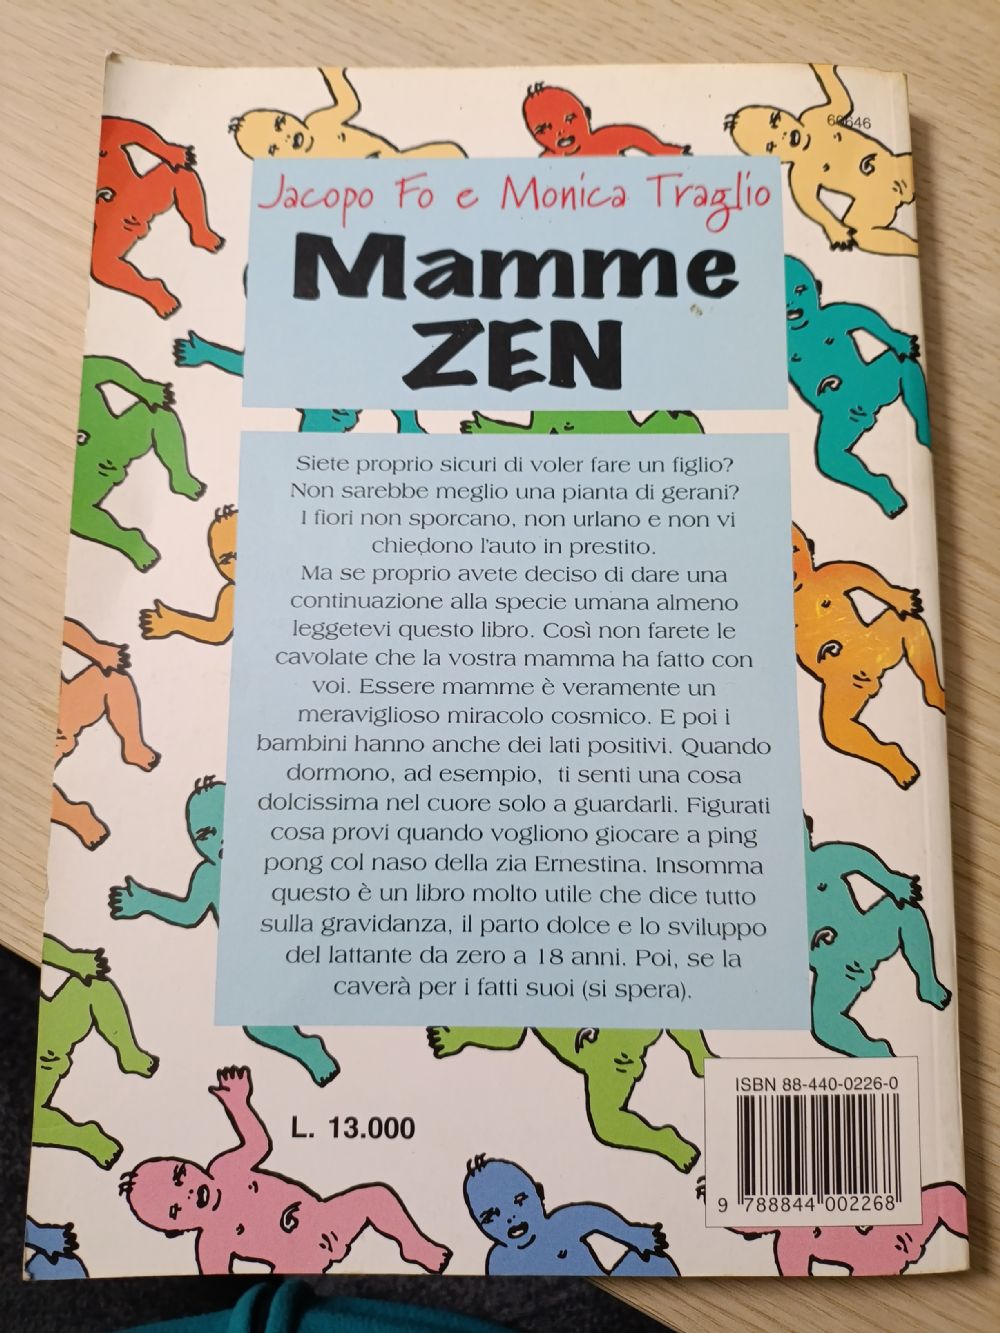 66646
Jacopo Fo e Monica Traglio
Mamme
ZEN
Siete proprio sicuri di voler fare un figlio?
Non sarebbe meglio una pianta di gerani?
I fiori non sporcano, non urlano e non vi
chiedono l'auto in prestito.
Ma se proprio avete deciso di dare una
continuazione alla specie umana almeno
leggetevi questo libro. Così non farete le
cavolate che la vostra mamma ha fatto con
voi. Essere mamme è veramente un
meraviglioso miracolo cosmico. E poi i
bambini hanno anche dei lati positivi. Quando
dormono, ad esempio, ti senti una cosa
dolcissima nel cuore solo a guardarli. Figurati
cosa provi quando vogliono giocare a ping
pong col naso della zia Ernestina. Insomma
questo è un libro molto utile che dice tutto
sulla gravidanza, il parto dolce e lo sviluppo
del lattante da zero a 18 anni. Poi, se la
caverà per i fatti suoi (si spera).
L. 13.000
ISBN 88-440-0226-0
9 788844 002268